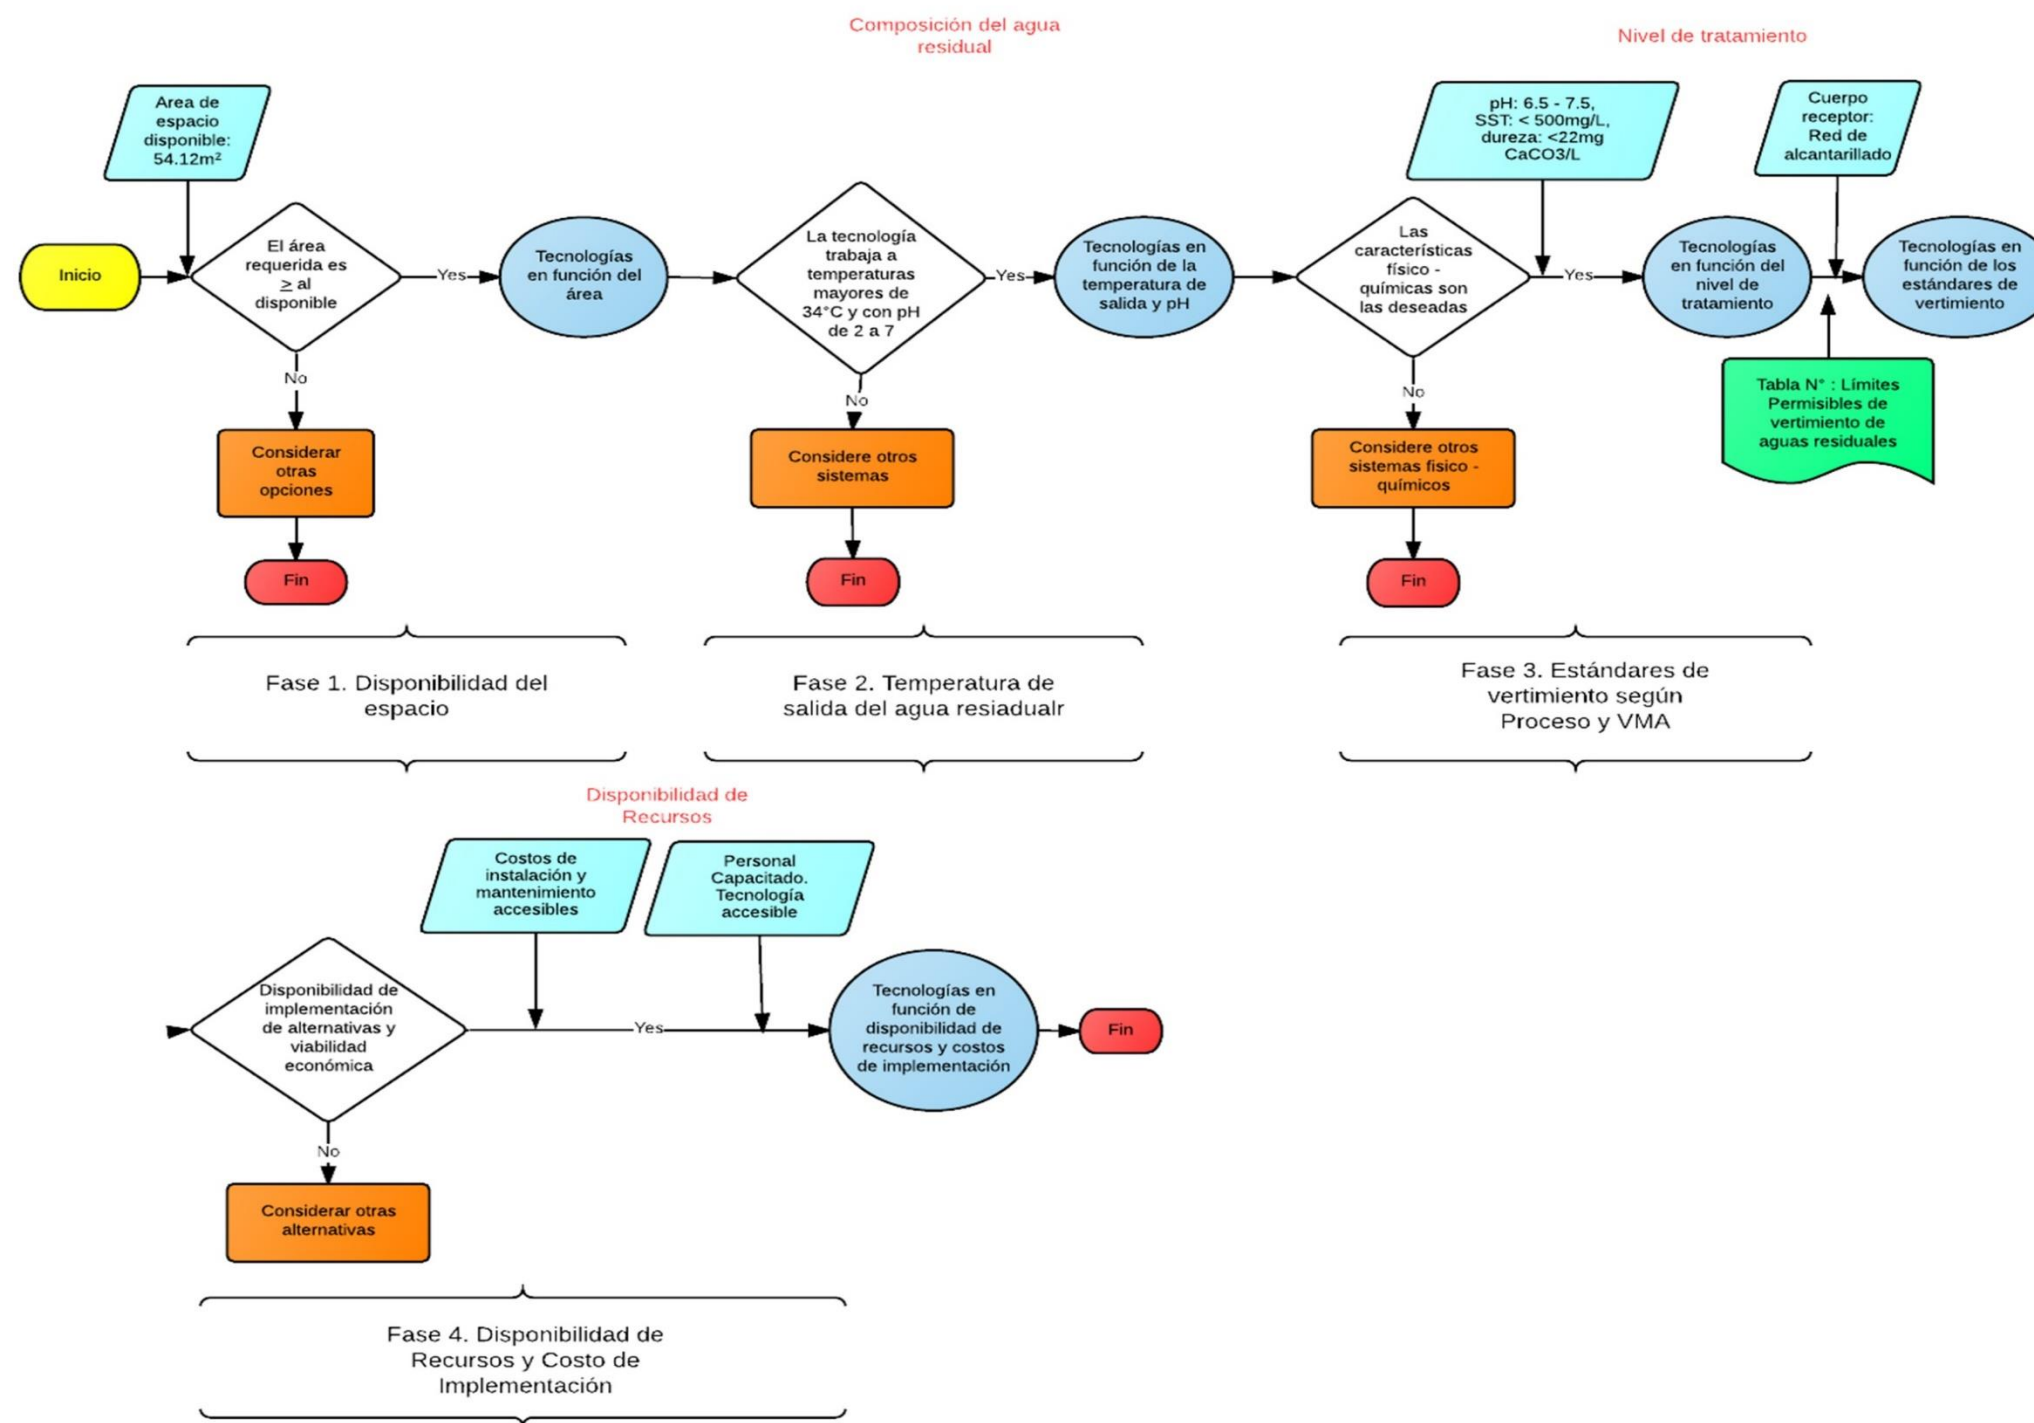 Composición del agua
residual
Nivel de tratamiento
Area de
espacio
disponible:
54.12m²
pH: 6.5 - 7.5,
SST: < 500mg/L,
dureza: <22mg
CaCO3/L
Cuerpo
receptor:
Red de
alcantarillado
Inicio
El área
requerida es
≥ al
disponible
Yes
Tecnologías
en función del
área
La tecnología
trabaja a
temperaturas
mayores de
34°C y con pH
de 2 a 7
Yes
Tecnologías en
función de la
temperatura de
salida y pH
Las
características
físico -
químicas son
las deseadas
Yes
Tecnologías
en función del
nivel de
tratamiento
Tecnologías en
función de los
estándares de
vertimiento
No
No
No
Tabla N° : Límites
Permisibles de
vertimiento de
aguas residuales
Considerar
otras
opciones
Considere otros
sistemas
Considere otros
sistemas fisico -
químicos
Fin
Fin
Fin
Fase 1. Disponibilidad del
espacio
Fase 2. Temperatura de
salida del agua resiadualr
Fase 3. Estándares de
vertimiento según
Proceso y VMA
Disponibilidad de
Recursos
Costos de
instalación y
mantenimiento
accesibles
Personal
Capacitado.
Tecnología
accesible
Disponibilidad de
implementación
de alternativas y
viabilidad
económica
Yes
Tecnologías en
función de
disponibilidad de
recursos y costos
de implementación
Fin
No
Considerar otras
alternativas
Fase 4. Disponibilidad de
Recursos y Costo de
Implementación